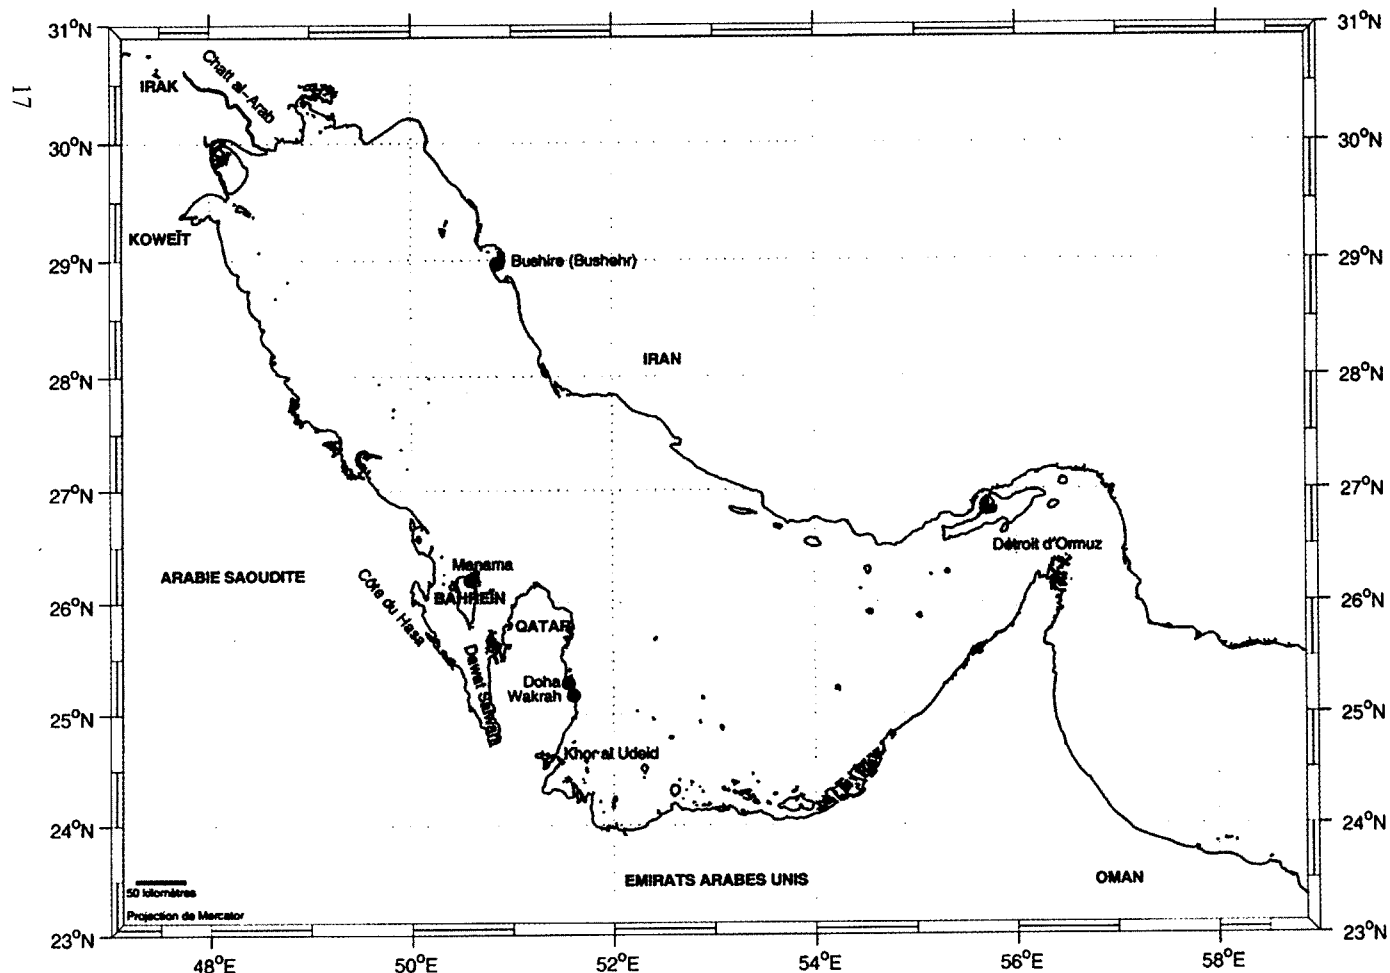 31°N
31°N
Chatt al-Arab
IRAK
17
30°N
30°N
KOWEÏT
29°N
Bushire (Bushehr)
29°N
IRAN
28°N
28°N
27°N
27°N
Détroit d'Ormuz
Manama
ARABIE SAOUDITE
Côte du Hasa
BAHREÏN
26°N
26°N
QATAR
Dawat Salwah
Doha
Wakrah
25°N
25°N
Khor al Udeid
24°N
24°N
EMIRATS ARABES UNIS
OMAN
50 kilomètres
Projection de Mercator
23°N
23°N
48°E
50°E
52°E
54°E
56°E
58°E